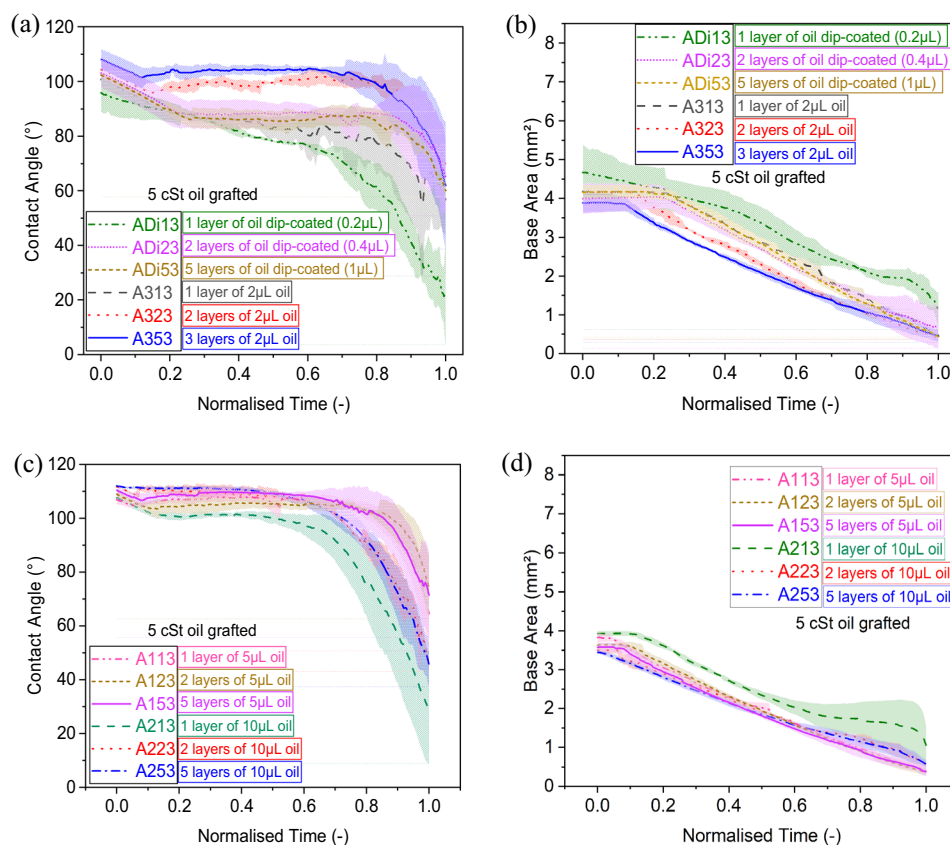 (a)
120
100
80
60
40
20
0
Contact Angle (°)
5 cSt oil grafted
ADi13 1 layer of oil dip-coated (0.2µL)
ADi23 2 layers of oil dip-coated (0.4µL)
ADi53 5 layers of oil dip-coated (1µL)
A313 1 layer of 2µL oil
A323 2 layers of 2µL oil
A353 3 layers of 2µL oil
0.0 0.2 0.4 0.6 0.8 1.0
Normalised Time (-)
(b)
8
7
6
5
4
3
2
1
0
Base Area (mm²)
ADi13 1 layer of oil dip-coated (0.2µL)
ADi23 2 layers of oil dip-coated (0.4µL)
ADi53 5 layers of oil dip-coated (1µL)
A313 1 layer of 2µL oil
A323 2 layers of 2µL oil
A353 3 layers of 2µL oil
5 cSt oil grafted
0.0 0.2 0.4 0.6 0.8 1.0
Normalised Time (-)
(c)
120
100
80
60
40
20
0
Contact Angle (°)
5 cSt oil grafted
A113 1 layer of 5µL oil
A123 2 layers of 5µL oil
A153 5 layers of 5µL oil
A213 1 layer of 10µL oil
A223 2 layers of 10µL oil
A253 5 layers of 10µL oil
0.0 0.2 0.4 0.6 0.8 1.0
Normalised Time (-)
(d)
8
7
6
5
4
3
2
1
0
Base Area (mm²)
A113 1 layer of 5µL oil
A123 2 layers of 5µL oil
A153 5 layers of 5µL oil
A213 1 layer of 10µL oil
A223 2 layers of 10µL oil
A253 5 layers of 10µL oil
5 cSt oil grafted
0.0 0.2 0.4 0.6 0.8 1.0
Normalised Time (-)